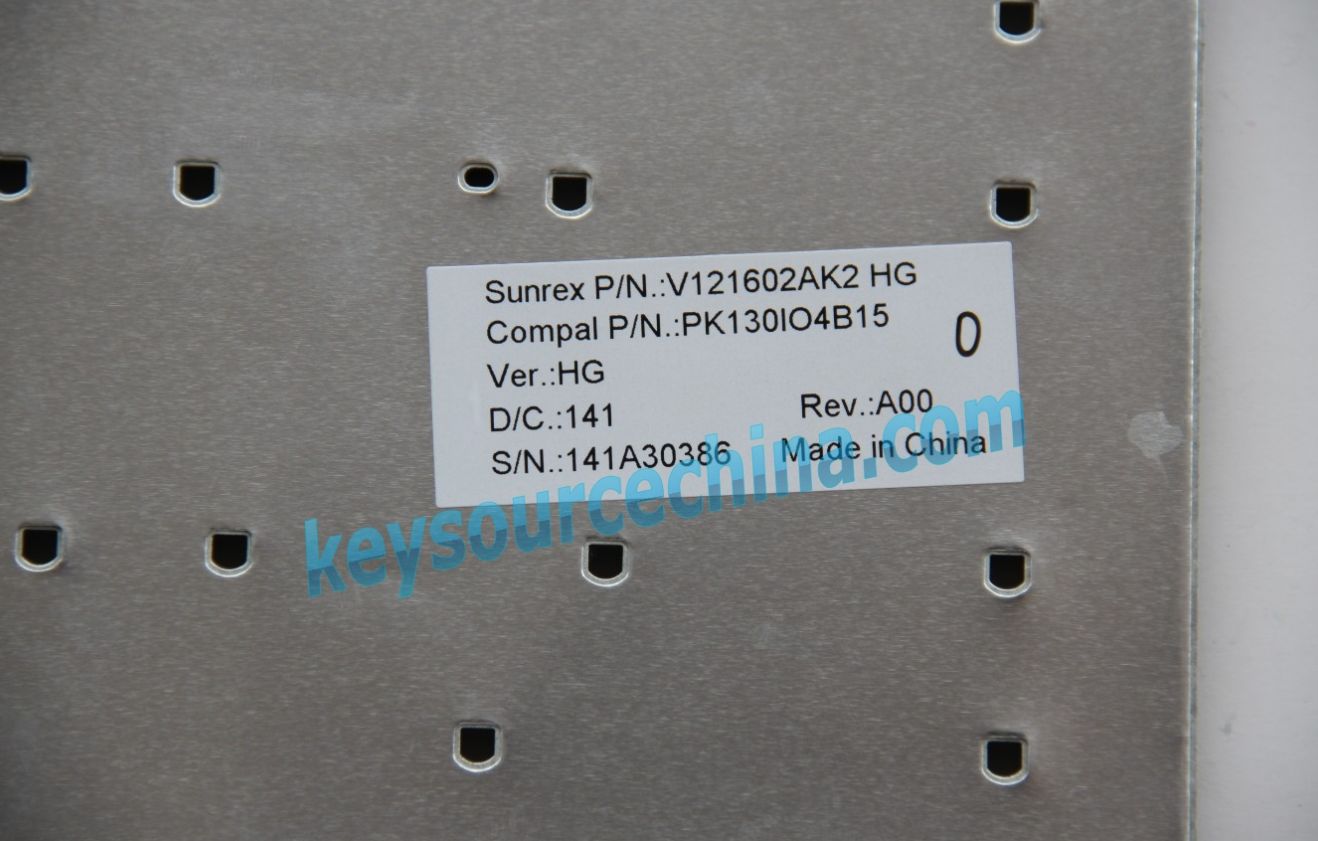 Sunrex P/N.:V121602AK2 HG
Compal P/N.:PK130IO4B15
0
Ver.:HG
D/C.:141 Rev.:A00
S/N.:141A30386 Made in China
keysourcechina.com